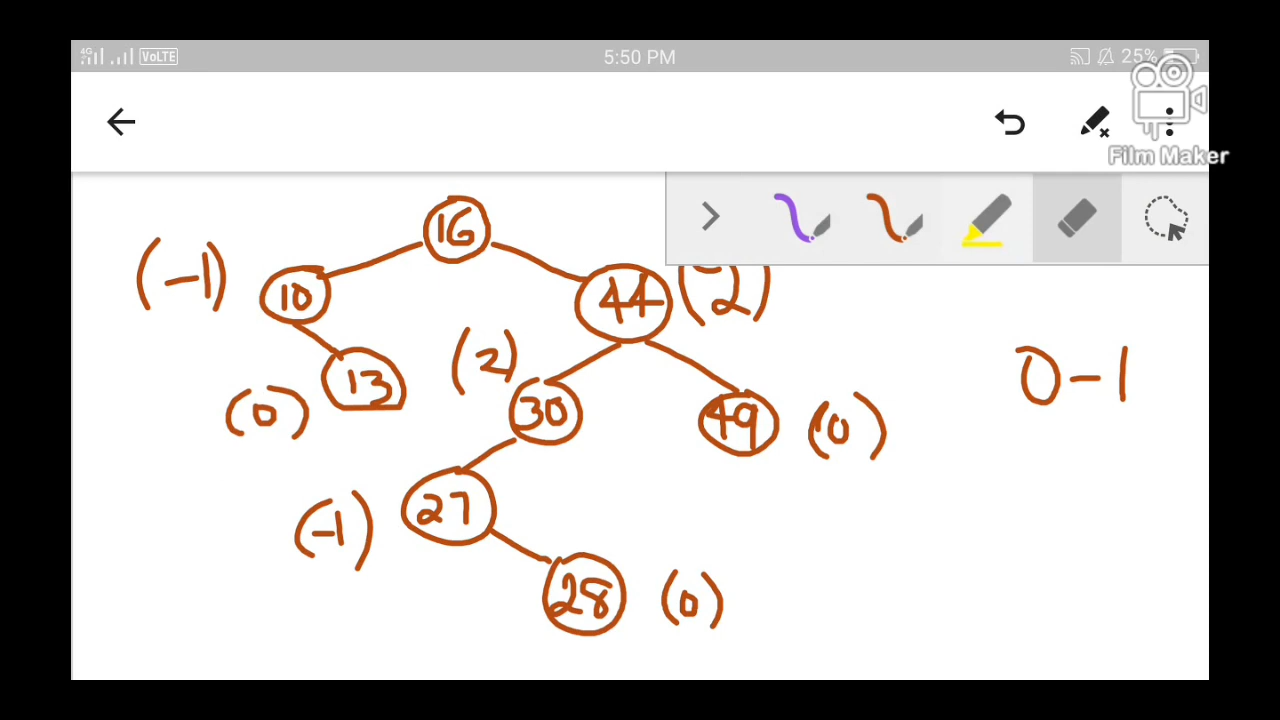 4G VoLTE 5:50 PM 25%
Film Maker
16
(-1) 10 44 2)
(0) 13 (2) 30 49 (0) 0-1
(-1) 27
28 (0)